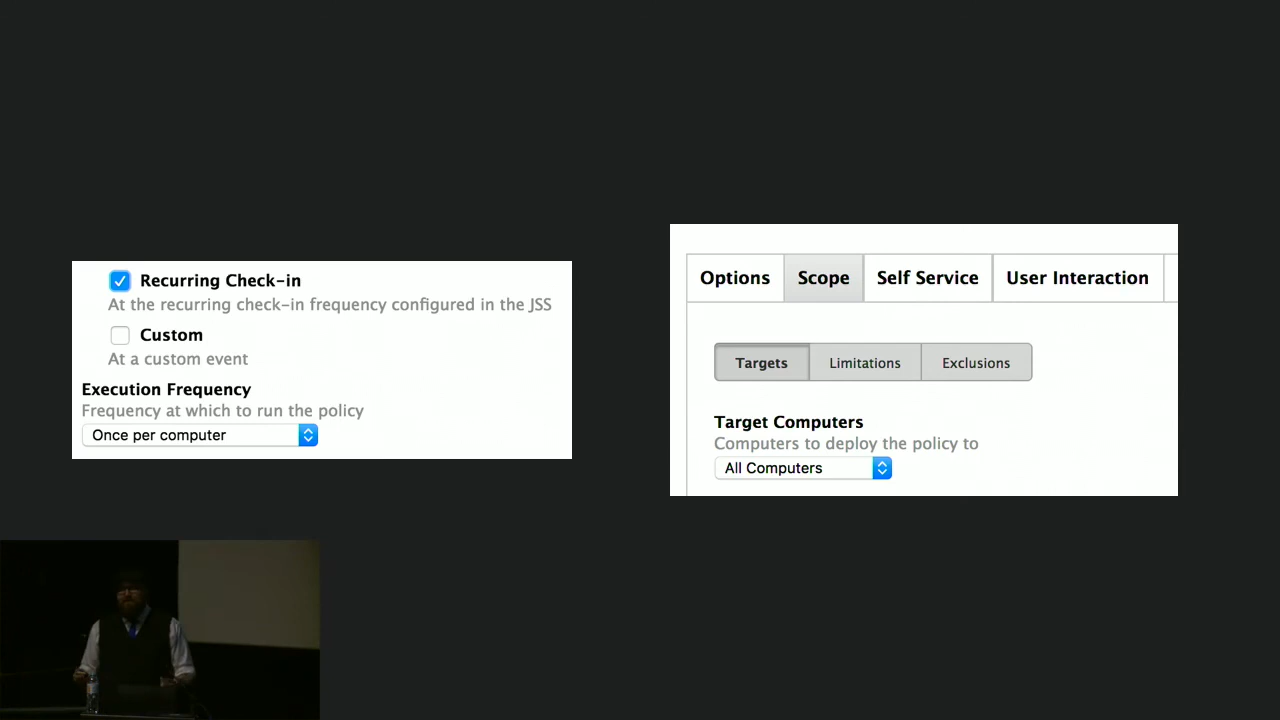 Recurring Check-in
At the recurring check-in frequency configured in the JSS
Custom
At a custom event
Execution Frequency
Frequency at which to run the policy
Once per computer
Options Scope Self Service User Interaction
Targets Limitations Exclusions
Target Computers
Computers to deploy the policy to
All Computers